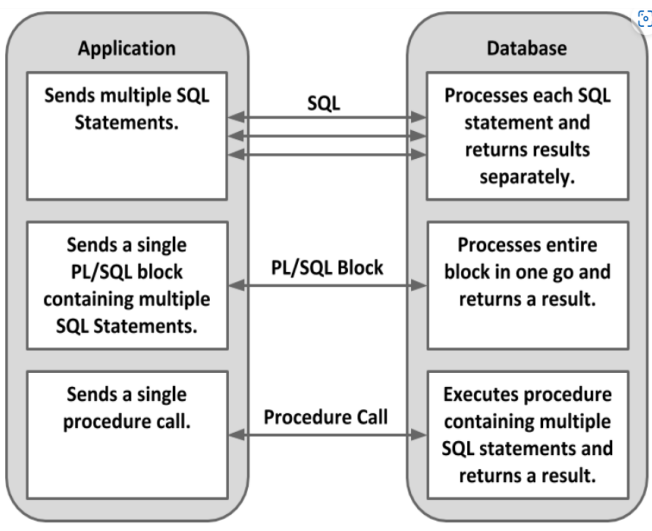 Application
Database
Sends multiple SQL
Statements.
SQL
Processes each SQL
statement and
returns results
separately.
Sends a single
PL/SQL block
containing multiple
SQL Statements.
PL/SQL Block
Processes entire
block in one go and
returns a result.
Sends a single
procedure call.
Procedure Call
Executes procedure
containing multiple
SQL statements and
returns a result.